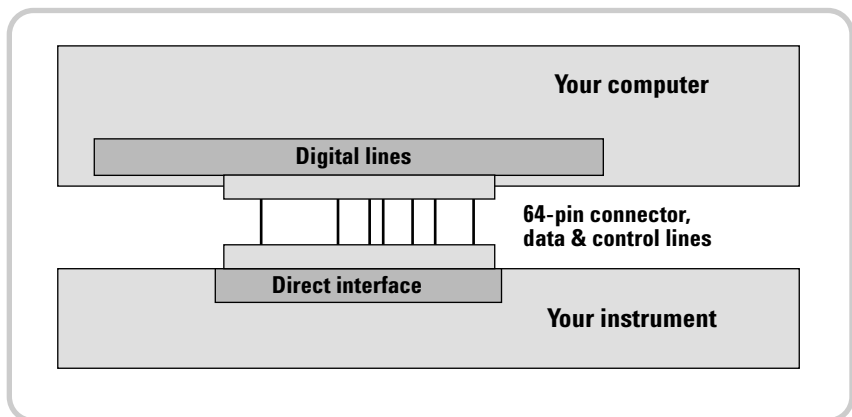 Your computer
Digital lines
64-pin connector,
data & control lines
Direct interface
Your instrument